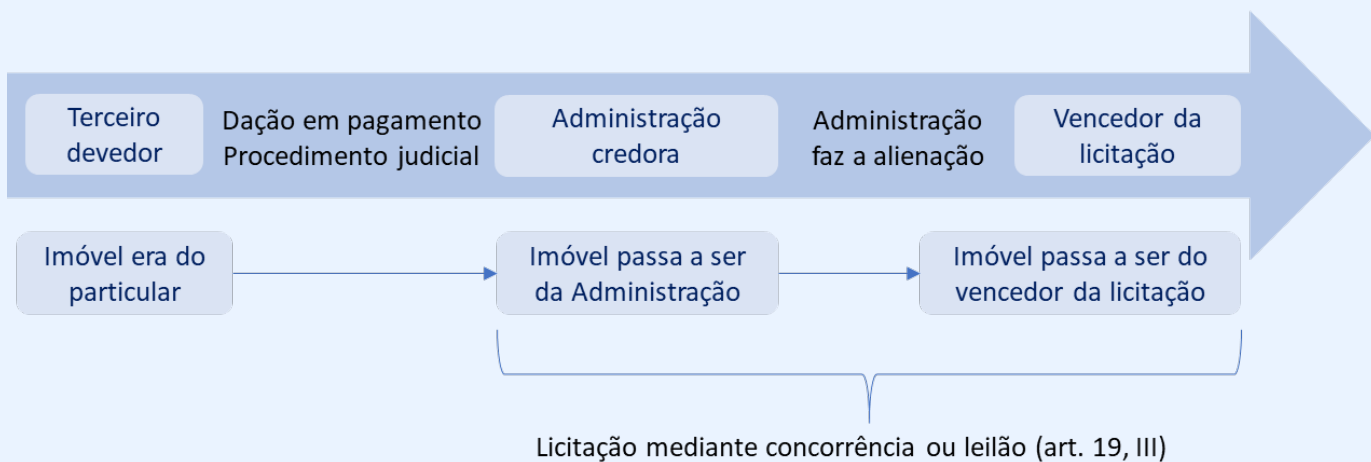 Terceiro
devedor
Dação em pagamento
Procedimento judicial
Administração
credora
Administração
faz a alienação
Vencedor da
licitação
Imóvel era do
particular
Imóvel passa a ser
da Administração
Imóvel passa a ser do
vencedor da licitação
Licitação mediante concorrência ou leilão (art. 19, III)